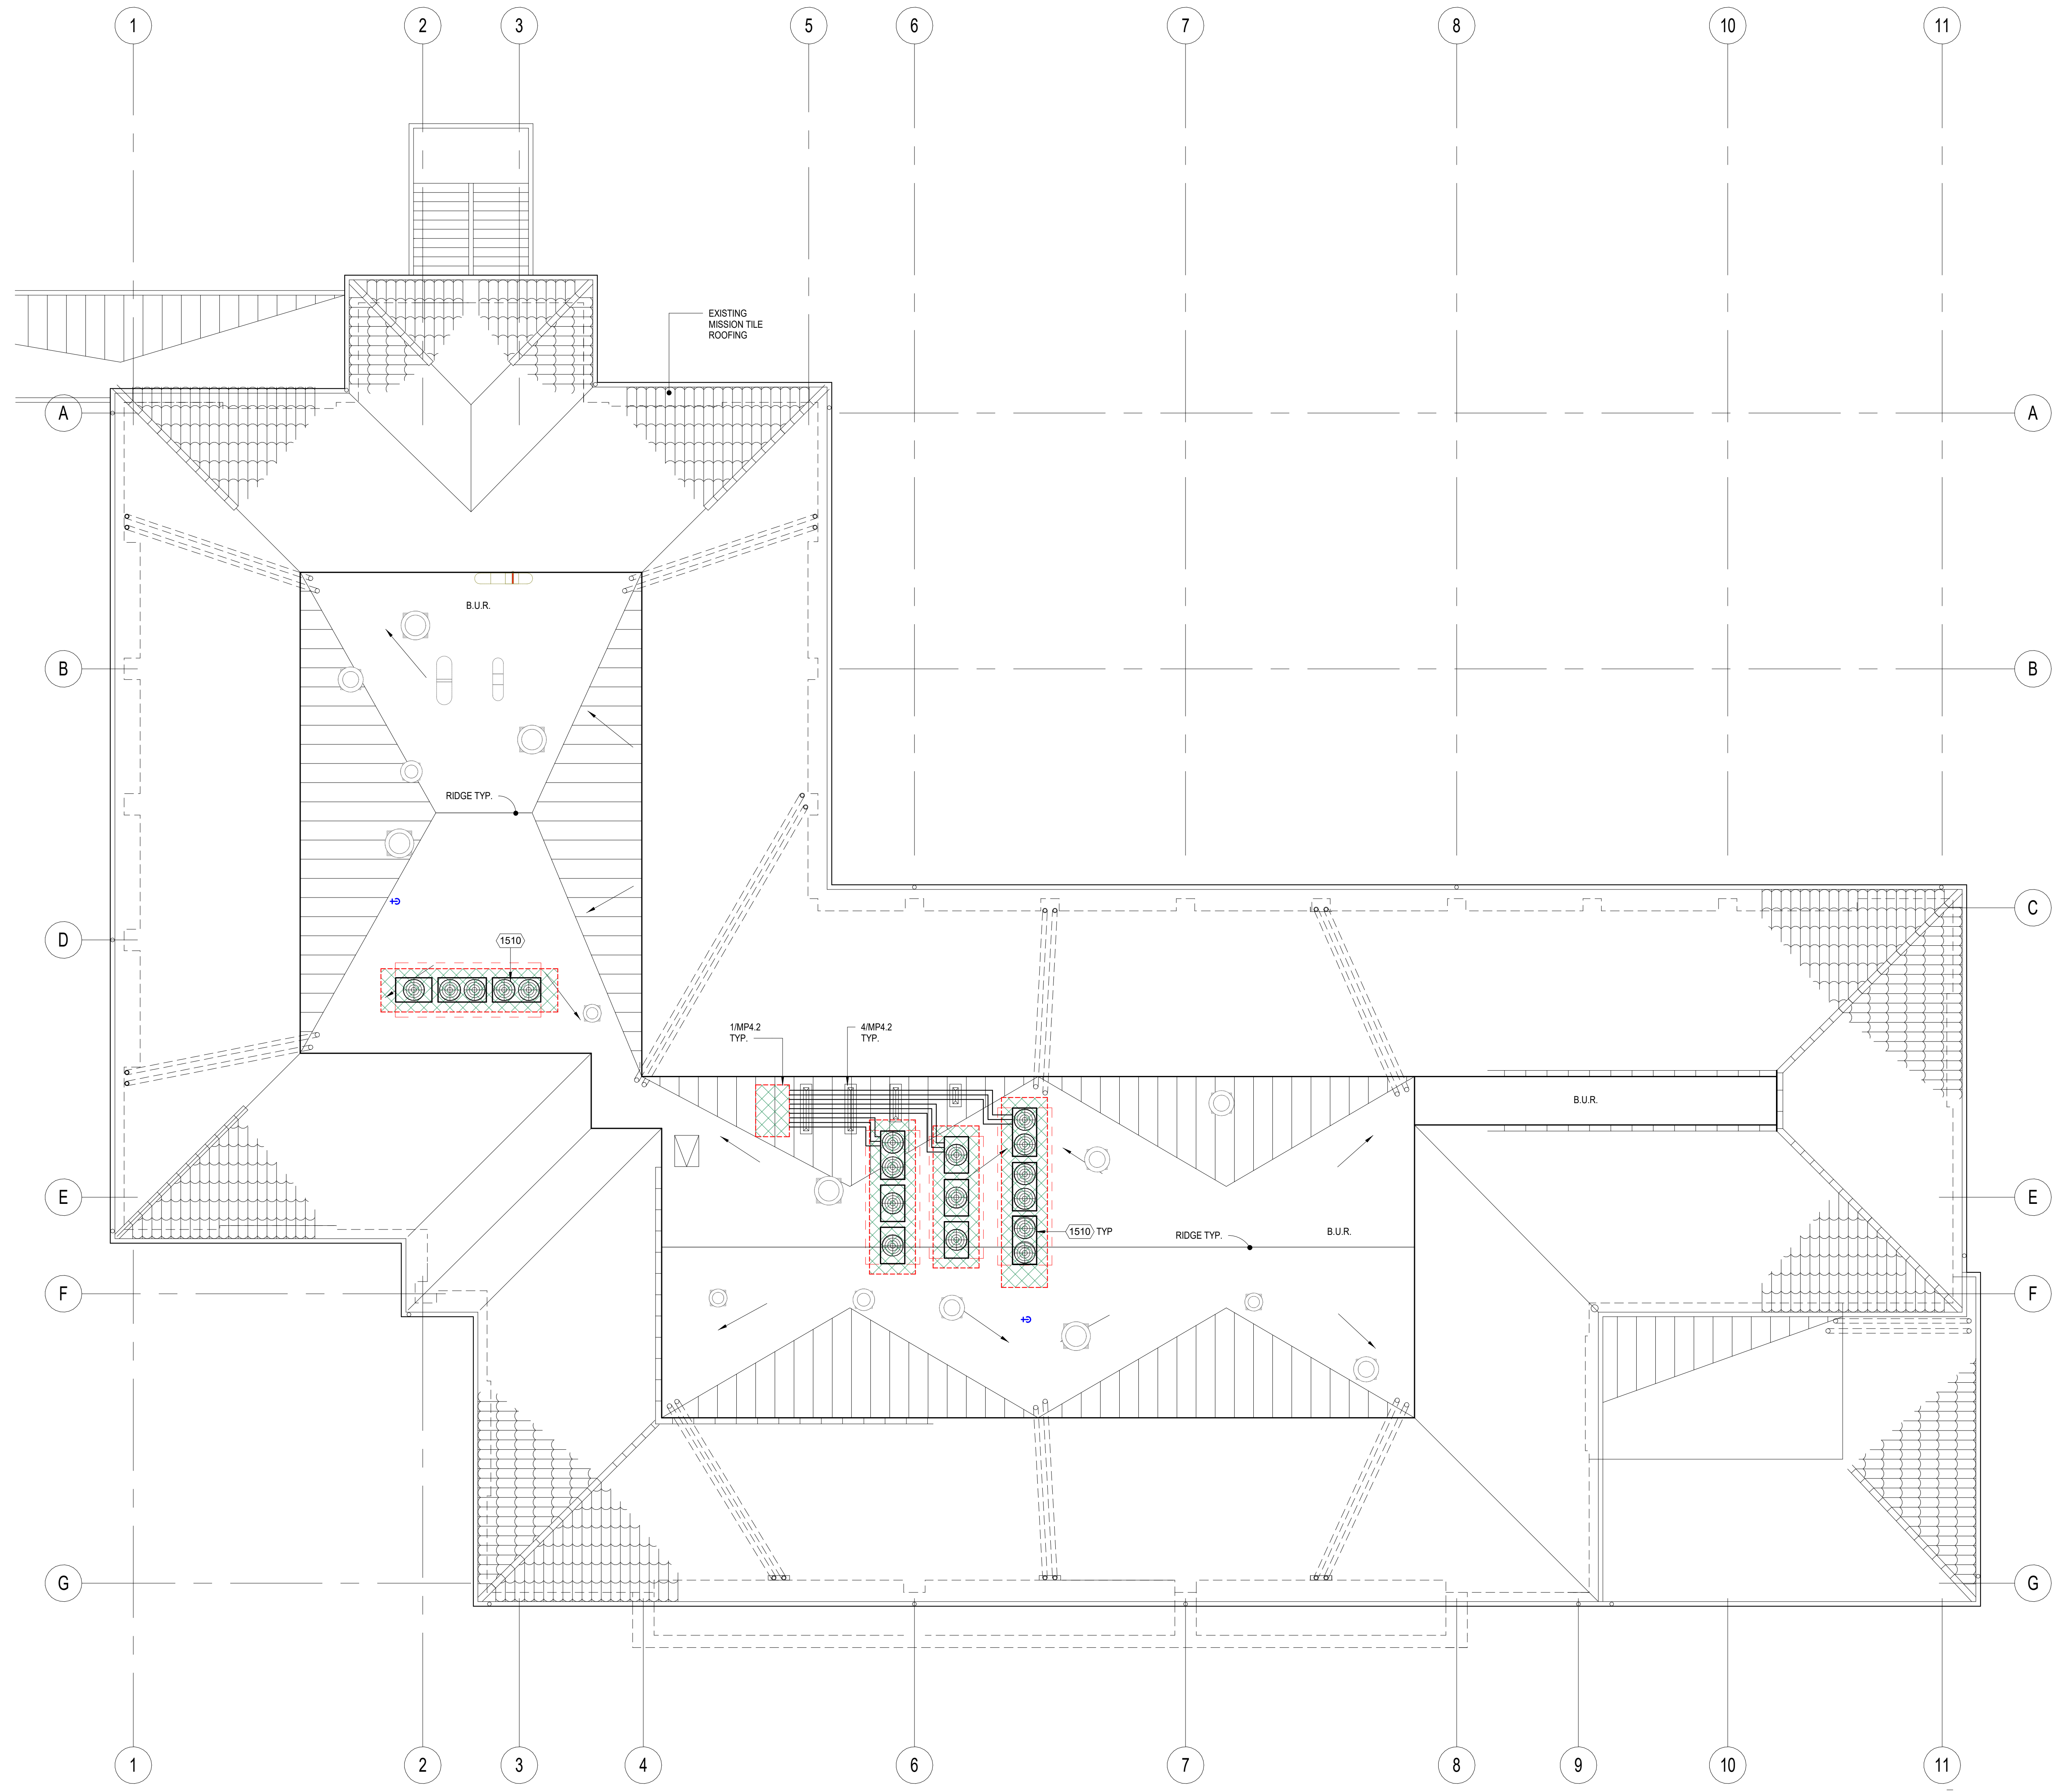 1
2
3
5
6
7
8
10
11
EXISTING
MISSION TILE
ROOFING
A
A
B.U.R.
B
B
RIDGE TYP.
C
D
1510
1/MP4.2
TYP.
4/MP4.2
TYP.
B.U.R.
E
E
1510 TYP
RIDGE TYP.
B.U.R.
F
F
G
G
1
2
3
4
6
7
8
9
10
11